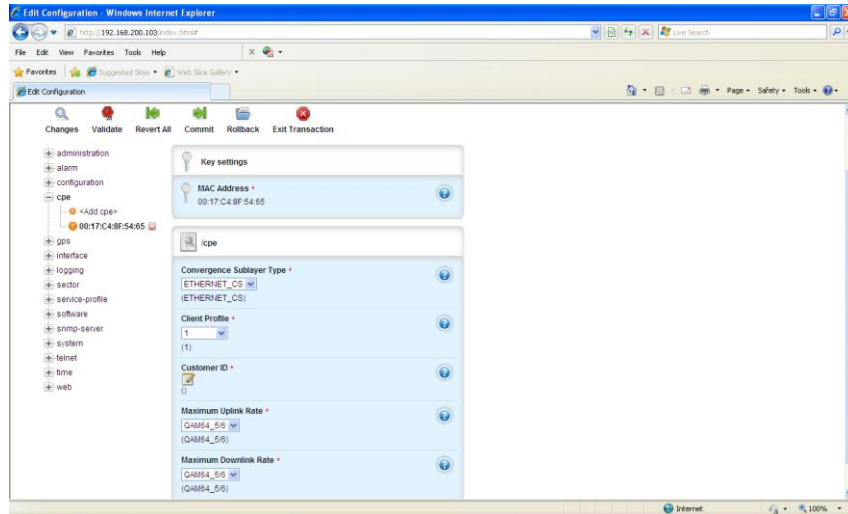 Edit Configuration - Windows Internet Explorer
http://192.168.200.103/index.html#
Live Search
File Edit View Favorites Tools Help
Favorites Suggested Sites Web Slice Gallery
Edit Configuration
Page Safety Tools
Changes Validate Revert All Commit Rollback Exit Transaction
administration
alarm
configuration
cpe
<Add cpe>
00:17:C4:8F:54:65
gps
interface
logging
sector
service-profile
software
snmp-server
system
telnet
time
web
Key settings
MAC Address *
00:17:C4:8F:54:65
/cpe
Convergence Sublayer Type *
ETHERNET_CS
(ETHERNET_CS)
Client Profile *
1
(1)
Customer ID *
()
Maximum Uplink Rate *
QAM64_5/6
(QAM64_5/6)
Maximum Downlink Rate *
QAM64_5/6
(QAM64_5/6)
Internet
100%